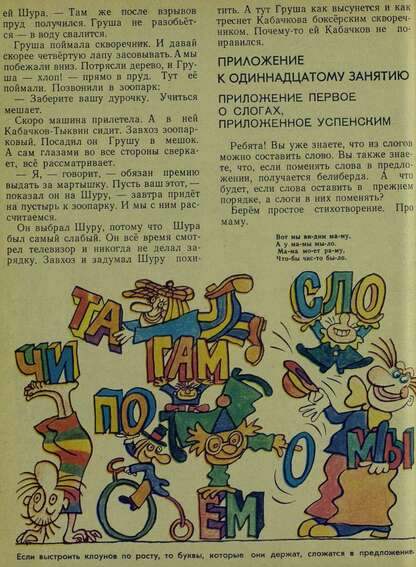 ей Шура. — Там же после взрывов
пруд получился. Груша не разобьёт-
ся — в воду свалится.
Груша поймала скворечник. И давай
скорее четвёртую лапу засовывать. А мы
побежали вниз. Потрясли дерево, и Гру-
ша — хлоп! — прямо в пруд. Тут её
поймали. Позвонили в зоопарк:
— Заберите вашу дурочку. Учиться
мешает.
Скоро машина прилетела. А в ней
Кабачков-Тыквин сидит. Завхоз зоопар-
ковый. Посадил он Грушу в мешок.
А сам глазами во все стороны сверка-
ет, всё рассматривает.
— Я, — говорит, — обязан премию
выдать за мартышку. Пусть ваш этот, —
показал он на Шуру, — завтра придёт
на пустырь к зоопарку. И мы с ним рас-
считаемся.
Он выбрал Шуру, потому что Шура
был самый слабый. Он всё время смот-
рел телевизор и никогда не делал за-
рядку. Завхоз и задумал Шуру похи-
тить. А тут Груша как высунется и как
треснет Кабачкова боксёрским скворец-
ником. Почему-то ей Кабачков не по-
нравился.
ПРИЛОЖЕНИЕ
К ОДИННАДЦАТОМУ ЗАНЯТИЮ
ПРИЛОЖЕНИЕ ПЕРВОЕ
О СЛОГАХ,
ПРИЛОЖЕННОЕ УСПЕНСКИМ
Ребята! Вы уже знаете, что из слогов
можно составить слово. Вы также знае-
те, что, если поменять слова в предло-
жении, получается белиберда. А что
будет, если слова оставить в прежнем
порядке, а слоги в них поменять?
Берём простое стихотворение. Про
маму.
Вот мы ви-дим ма-му,
А у ма-мы мы-ло.
Ма-ма мо-ет ра-му,
Что-бы чис-то бы-ло.
ТА
Л
СЛО
ЧИ
ГАМ
ПО
О
МЫ
ЕМ
Если выстроить клоунов по росту, то буквы, которые они держат, сложатся в предложение.